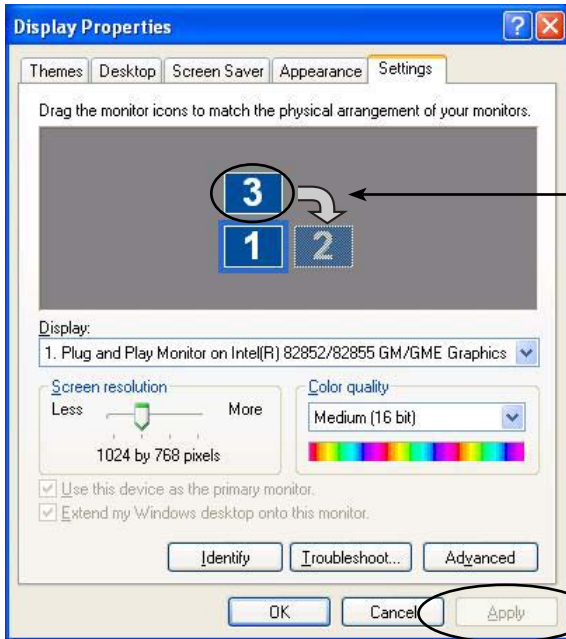 Display Properties
Themes Desktop Screen Saver Appearance Settings
Drag the monitor icons to match the physical arrangement of your monitors.
3
1 2
Display:
1. Plug and Play Monitor on Intel(R) 82852/82855 GM/GME Graphics
Screen resolution Color quality
Less More Medium (16 bit)
1024 by 768 pixels
Use this device as the primary monitor.
Extend my Windows desktop onto this monitor.
Identify Troubleshoot... Advanced
OK Cancel Apply